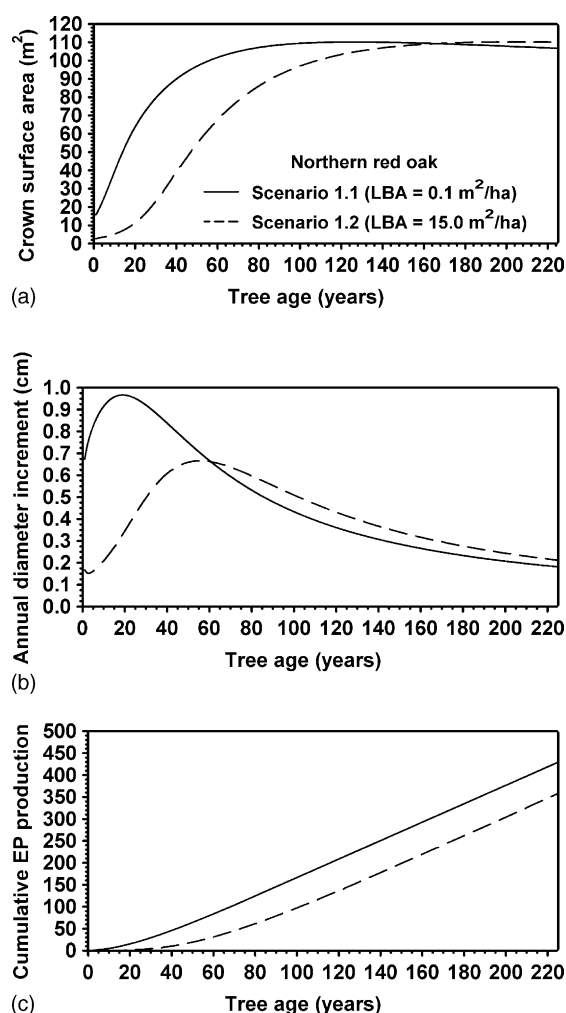 Crown surface area (m²)
120
110
100
90
80
70
60
50
40
30
20
10
0
Northern red oak
Scenario 1.1 (LBA = 0.1 m²/ha)
Scenario 1.2 (LBA = 15.0 m²/ha)
0 20 40 60 80 100 120 140 160 180 200 220
Tree age (years)
(a)
Annual diameter increment (cm)
1.0
0.9
0.8
0.7
0.6
0.5
0.4
0.3
0.2
0.1
0.0
0 20 40 60 80 100 120 140 160 180 200 220
Tree age (years)
(b)
Cumulative EP production
500
450
400
350
300
250
200
150
100
50
0
0 20 40 60 80 100 120 140 160 180 200 220
Tree age (years)
(c)